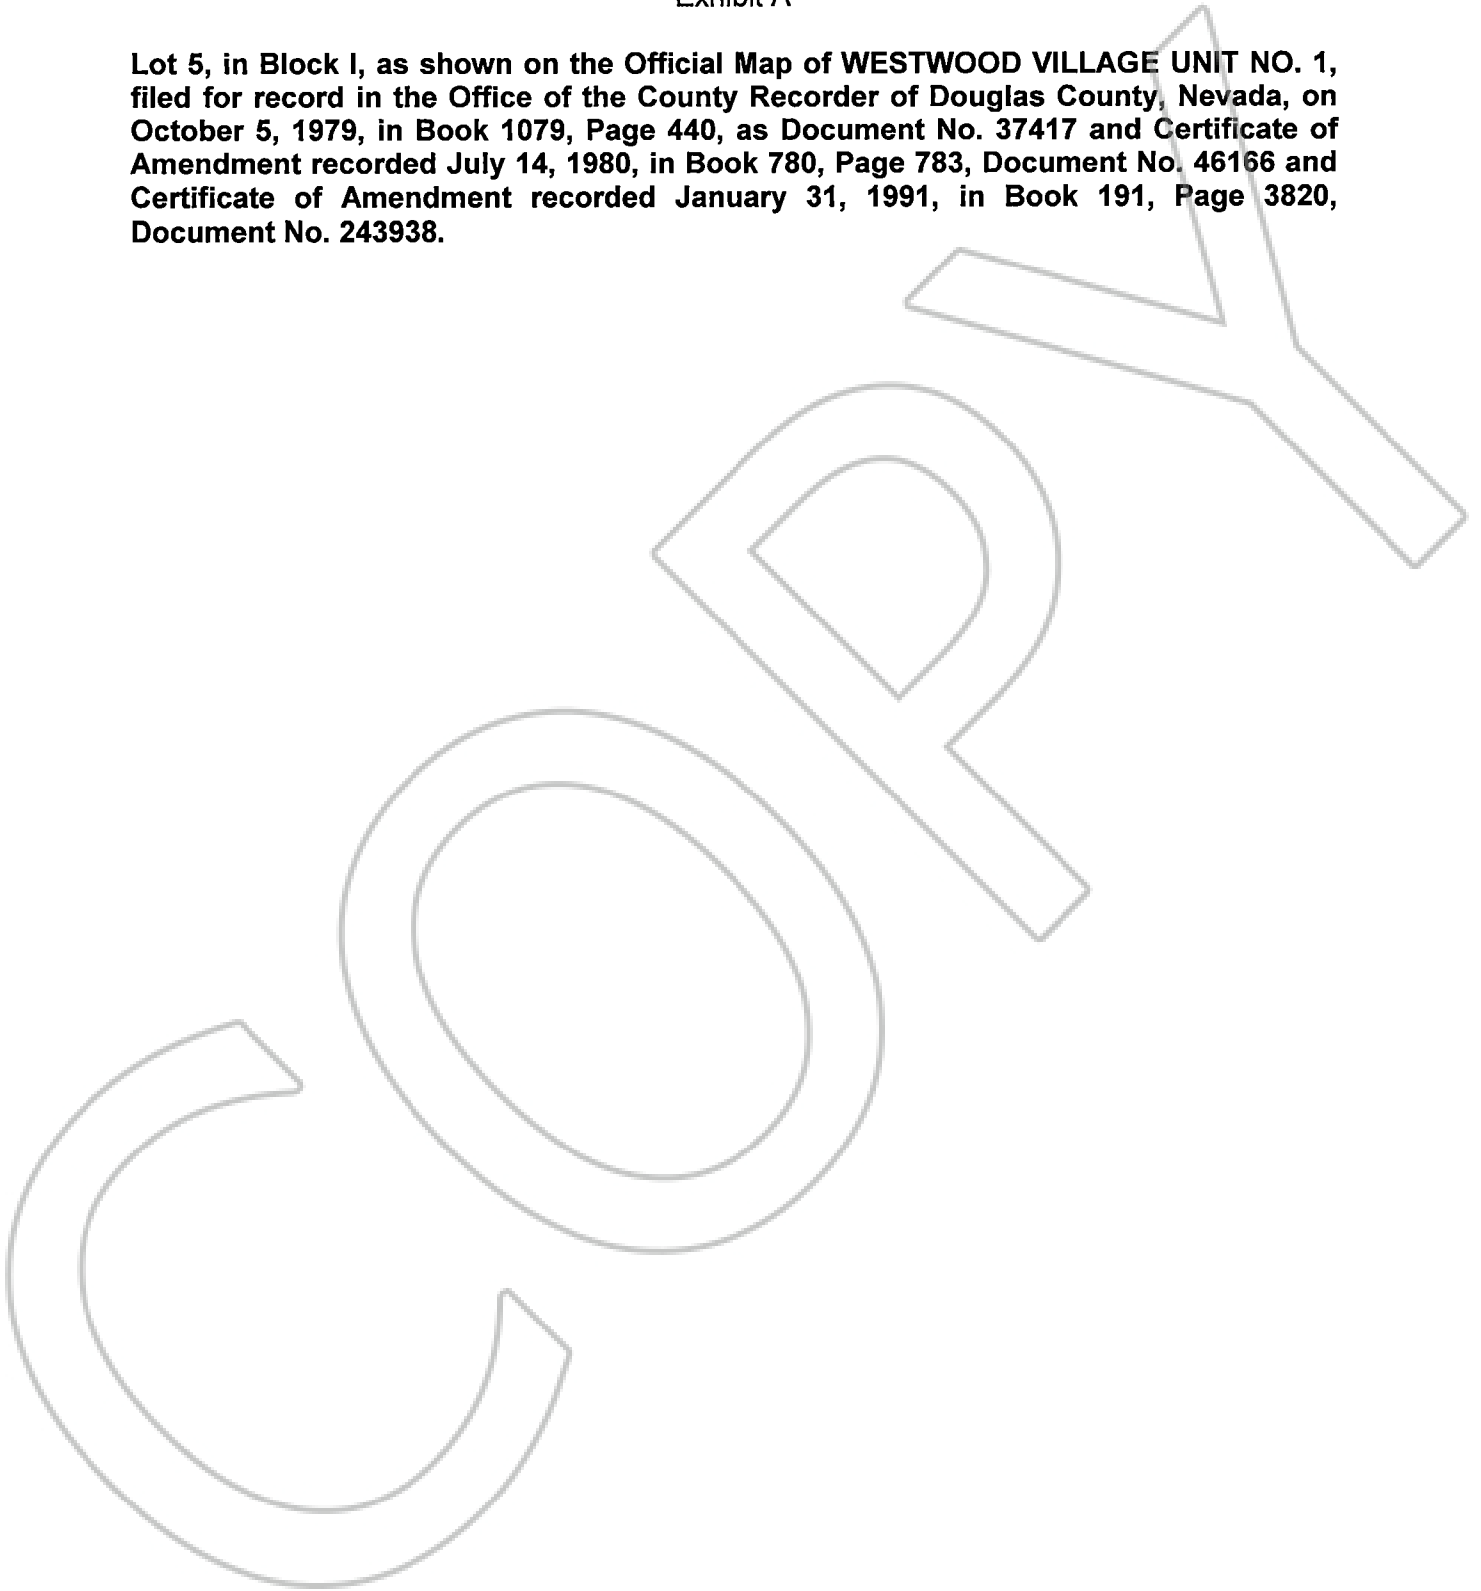 Exhibit A
Lot 5, in Block I, as shown on the Official Map of WESTWOOD VILLAGE UNIT NO. 1,
filed for record in the Office of the County Recorder of Douglas County, Nevada, on
October 5, 1979, in Book 1079, Page 440, as Document No. 37417 and Certificate of
Amendment recorded July 14, 1980, in Book 780, Page 783, Document No. 46166 and
Certificate of Amendment recorded January 31, 1991, in Book 191, Page 3820,
Document No. 243938.
COPY